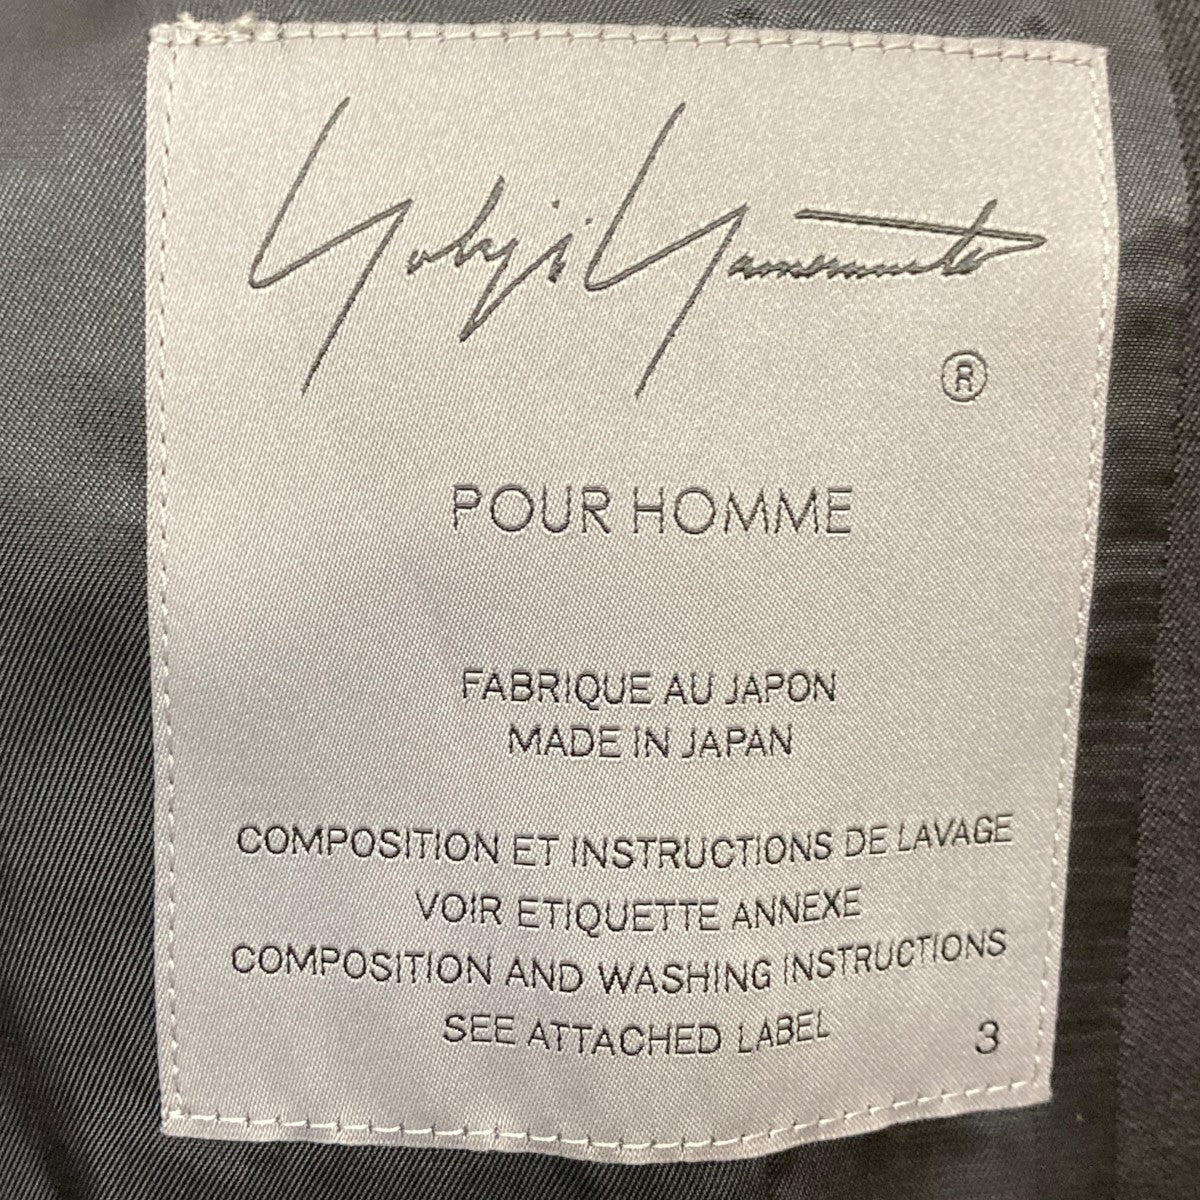 Yohji Yamamoto
®
POUR HOMME
FABRIQUE AU JAPON
MADE IN JAPAN
COMPOSITION ET INSTRUCTIONS DE LAVAGE
VOIR ETIQUETTE ANNEXE
COMPOSITION AND WASHING INSTRUCTIONS
SEE ATTACHED LABEL
3